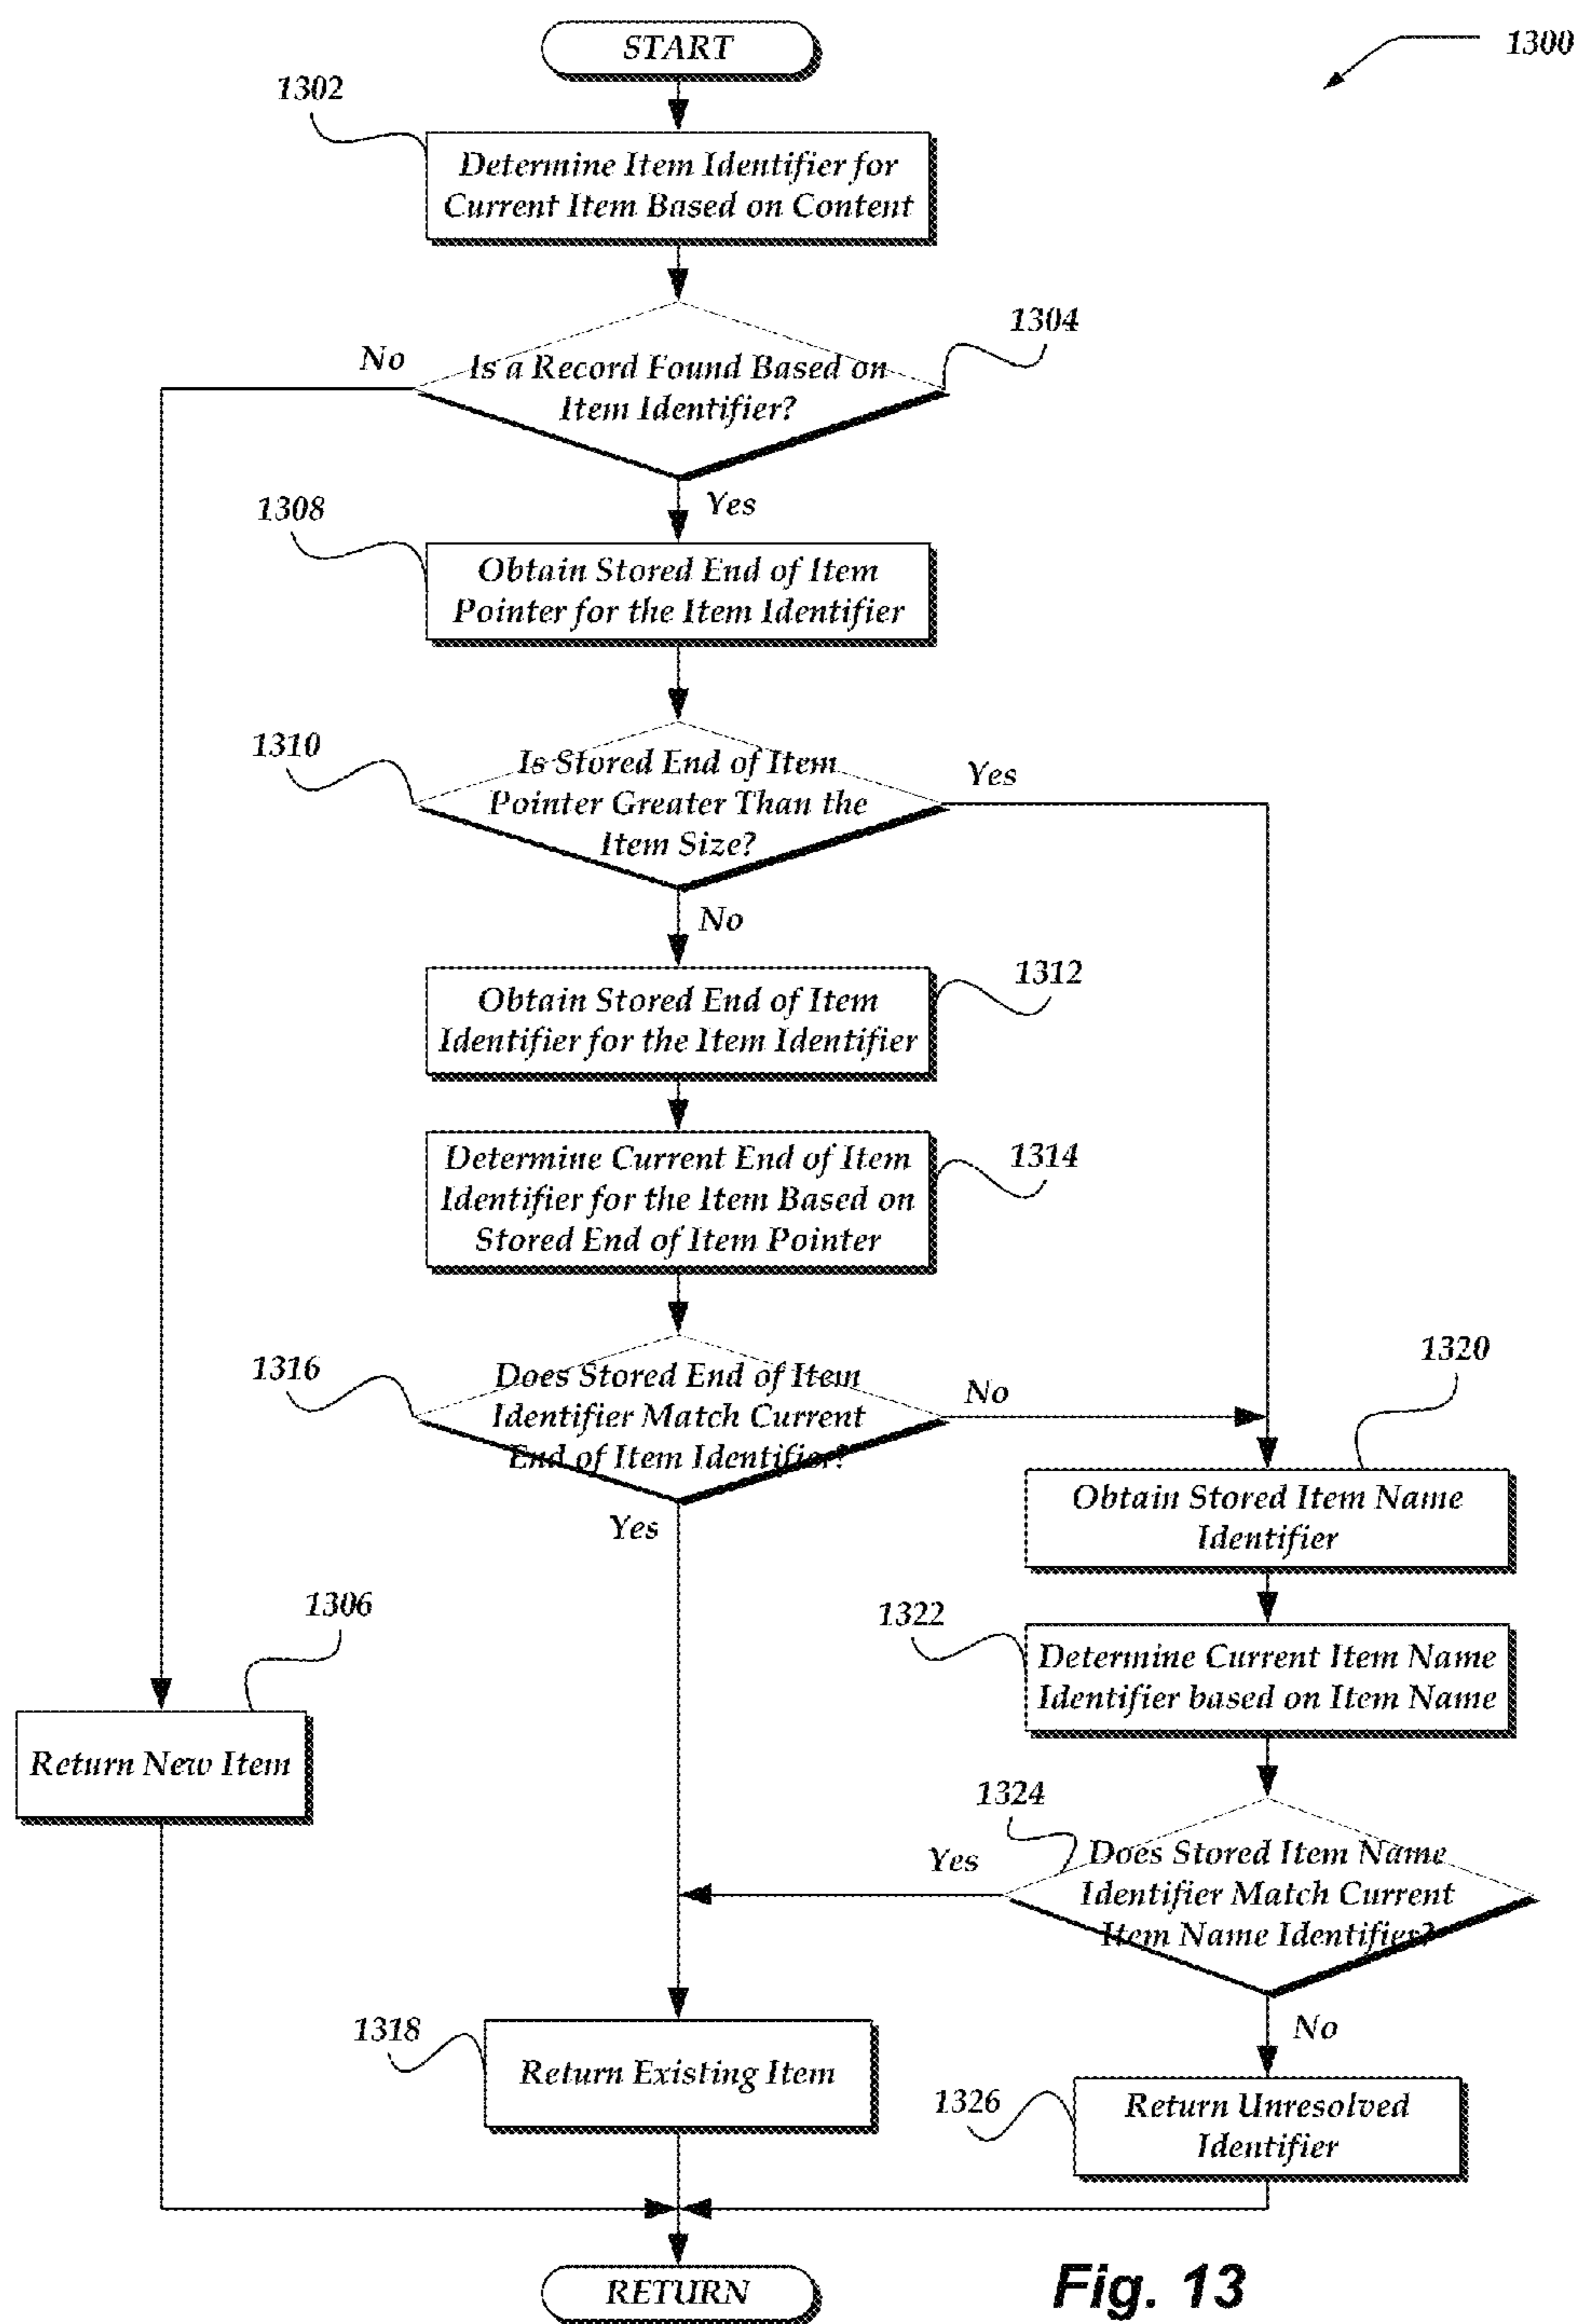 START
1300
1302
Determine Item Identifier for
Current Item Based on Content
1304
No
Is a Record Found Based on
Item Identifier?
Yes
1308
Obtain Stored End of Item
Pointer for the Item Identifier
1310
Is Stored End of Item
Pointer Greater Than the
Item Size?
Yes
No
1312
Obtain Stored End of Item
Identifier for the Item Identifier
1314
Determine Current End of Item
Identifier for the Item Based on
Stored End of Item Pointer
1316
Does Stored End of Item
Identifier Match Current
End of Item Identifier?
No
Yes
1320
Obtain Stored Item Name
Identifier
1322
Determine Current Item Name
Identifier based on Item Name
1306
Return New Item
1324
Does Stored Item Name
Identifier Match Current
Item Name Identifier?
Yes
No
1318
Return Existing Item
1326
Return Unresolved
Identifier
RETURN
Fig. 13